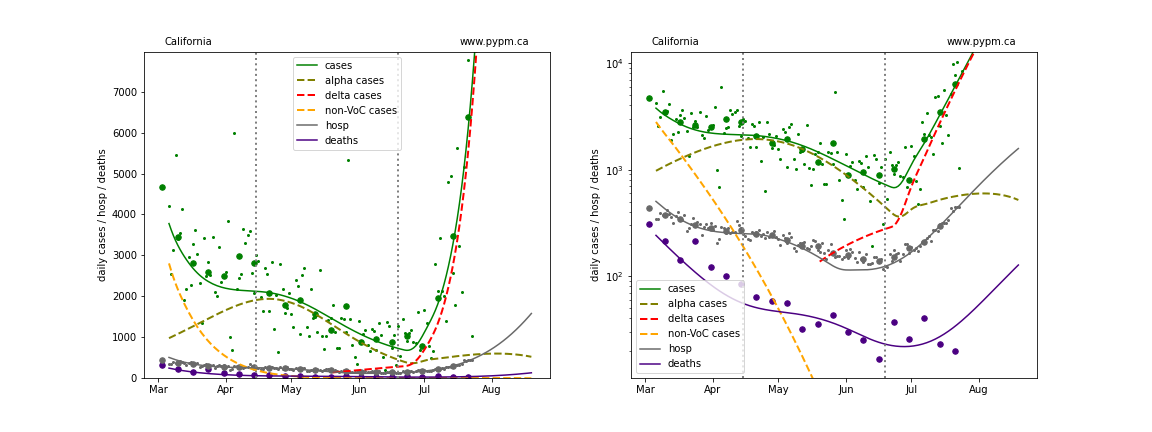 California www.pypm.ca
daily cases / hosp / deaths
7000
6000
5000
4000
3000
2000
1000
0
cases
alpha cases
delta cases
non-VoC cases
hosp
deaths
Mar Apr May Jun Jul Aug
California www.pypm.ca
daily cases / hosp / deaths
10⁴
10³
10²
cases
alpha cases
delta cases
non-VoC cases
hosp
deaths
Mar Apr May Jun Jul Aug